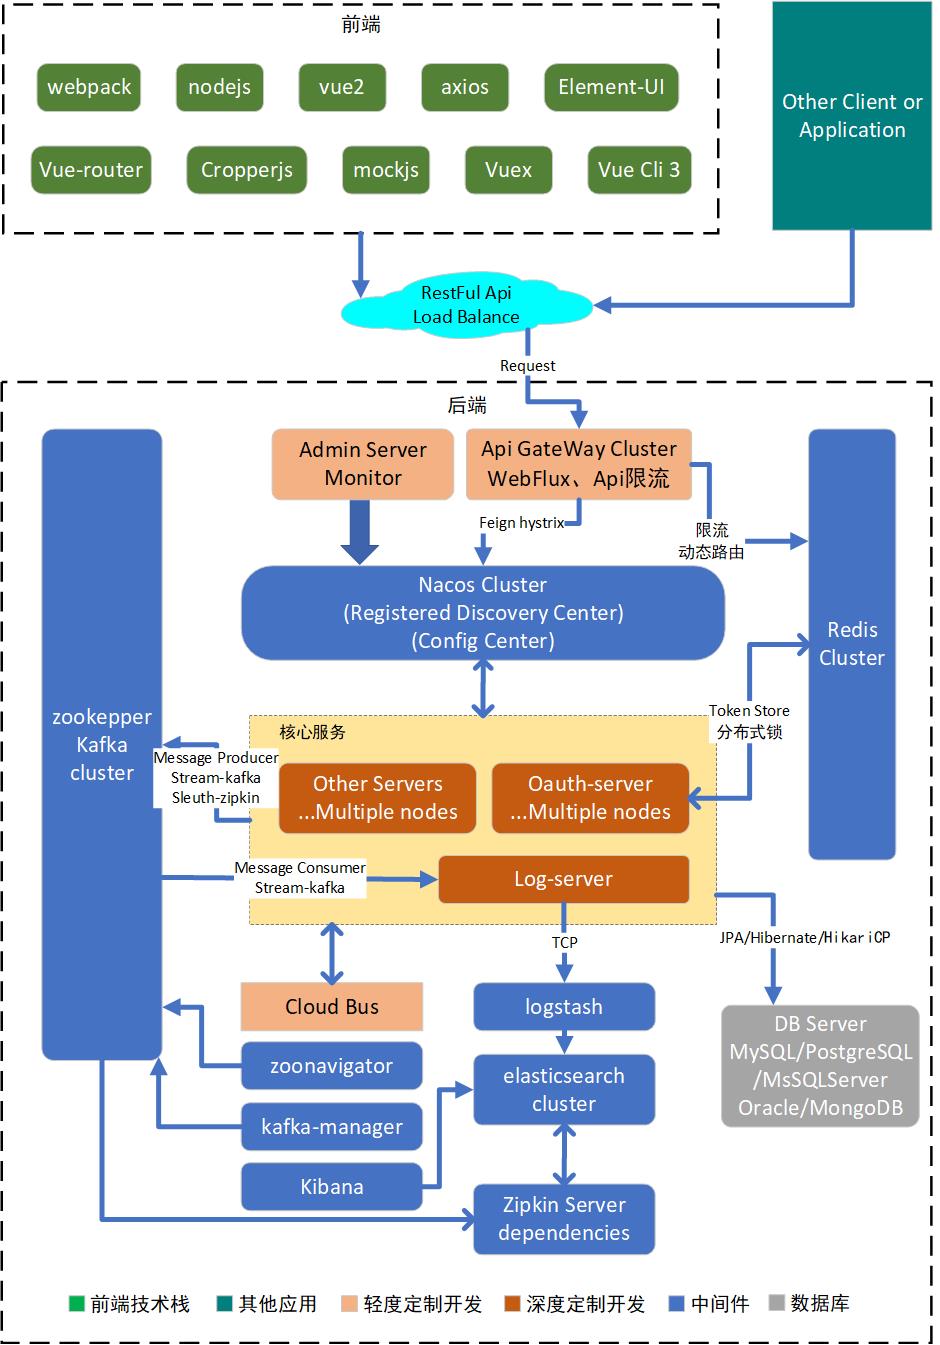 前端
webpack
nodejs
vue2
axios
Element-UI
Vue-router
Cropperjs
mockjs
Vuex
Vue Cli 3
Other Client or
Application
RestFul Api
Load Balance
Request
后端
Admin Server
Monitor
Api GateWay Cluster
WebFlux、Api限流
Feign hystrix
限流
动态路由
Nacos Cluster
(Registered Discovery Center)
(Config Center)
Redis
Cluster
zookepper
Kafka
cluster
Token Store
分布式锁
核心服务
Message Producer
Stream-kafka
Sleuth-zipkin
Other Servers
...Multiple nodes
Oauth-server
...Multiple nodes
Message Consumer
Stream-kafka
Log-server
TCP
JPA/Hibernate/HikariCP
Cloud Bus
logstash
zoonavigator
elasticsearch
cluster
kafka-manager
Kibana
Zipkin Server
dependencies
DB Server
MySQL/PostgreSQL
/MsSQLServer
Oracle/MongoDB
前端技术栈
其他应用
轻度定制开发
深度定制开发
中间件
数据库